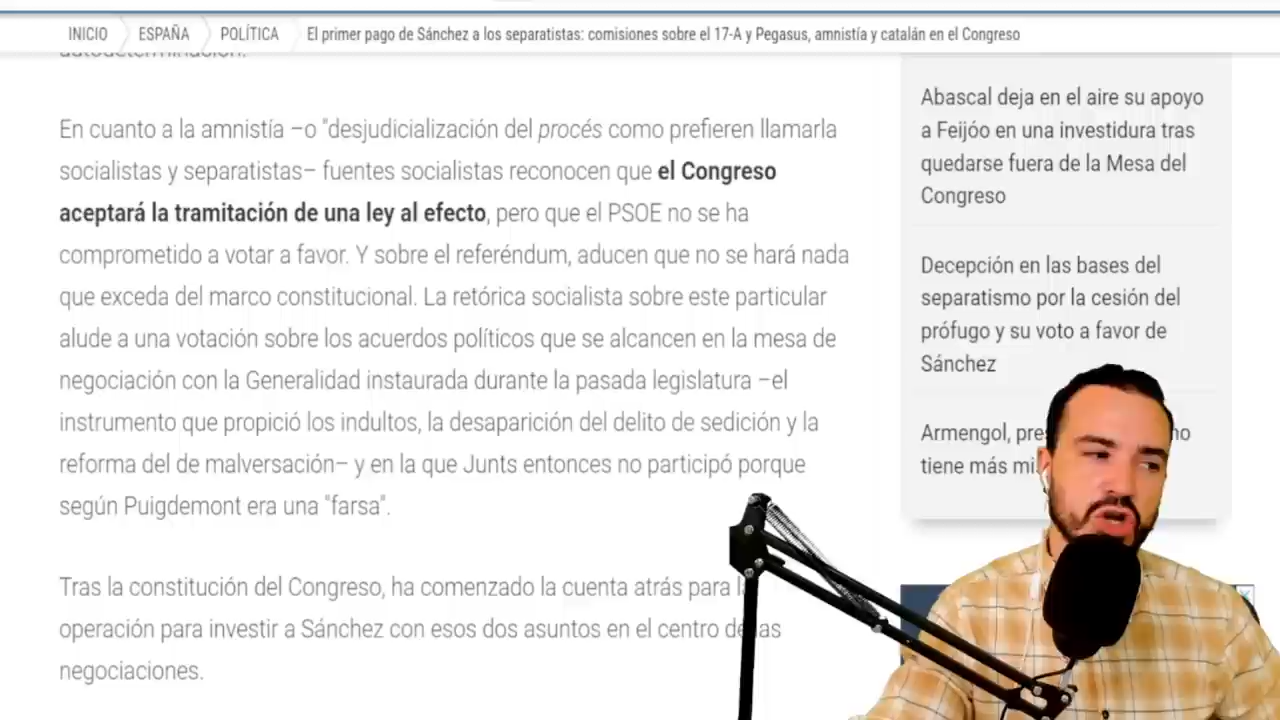 INICIO ESPAÑA POLÍTICA El primer pago de Sánchez a los separatistas: comisiones sobre el 17-A y Pegasus, amnistía y catalán en el Congreso
autodeterminación.
En cuanto a la amnistía –o "desjudicialización del procés como prefieren llamarla
socialistas y separatistas– fuentes socialistas reconocen que el Congreso
aceptará la tramitación de una ley al efecto, pero que el PSOE no se ha
comprometido a votar a favor. Y sobre el referéndum, aducen que no se hará nada
que exceda del marco constitucional. La retórica socialista sobre este particular
alude a una votación sobre los acuerdos políticos que se alcancen en la mesa de
negociación con la Generalidad instaurada durante la pasada legislatura –el
instrumento que propició los indultos, la desaparición del delito de sedición y la
reforma del de malversación– y en la que Junts entonces no participó porque
según Puigdemont era una "farsa".
Tras la constitución del Congreso, ha comenzado la cuenta atrás para
operación para investir a Sánchez con esos dos asuntos en el centro de las
negociaciones.
Abascal deja en el aire su apoyo
a Feijóo en una investidura tras
quedarse fuera de la Mesa del
Congreso
Decepción en las bases del
separatismo por la cesión del
prófugo y su voto a favor de
Sánchez
Armengol,
tiene más